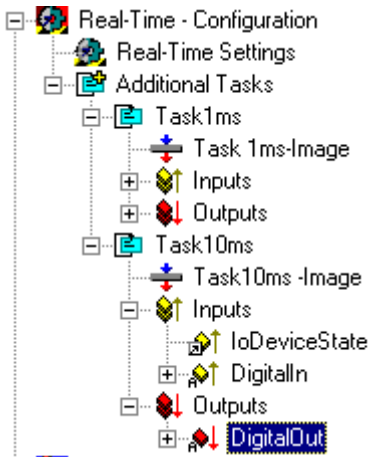 Real-Time - Configuration
Real-Time Settings
Additional Tasks
Task1ms
Task 1ms-Image
Inputs
Outputs
Task10ms
Task10ms -Image
Inputs
IoDeviceState
DigitalIn
Outputs
DigitalOut